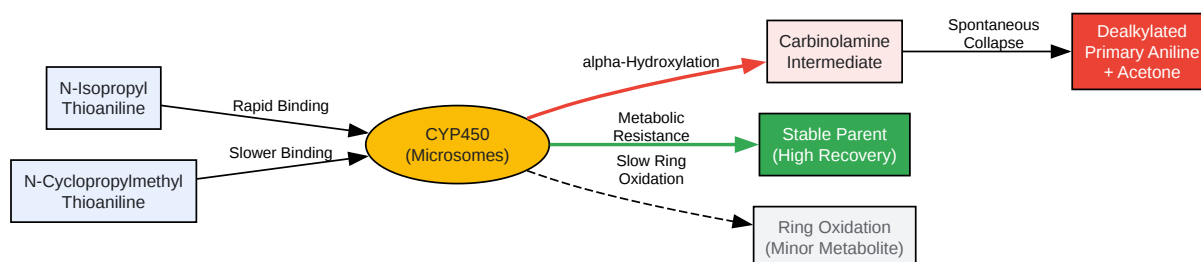 N-Isopropyl
Thioaniline
N-Cyclopropylmethyl
Thioaniline
Rapid Binding
Slower Binding
CYP450
(Microsomes)
alpha-Hydroxylation
Metabolic
Resistance
Slow Ring
Oxidation
Carbinolamine
Intermediate
Stable Parent
(High Recovery)
Ring Oxidation
(Minor Metabolite)
Spontaneous
Collapse
Dealkylated
Primary Aniline
+ Acetone